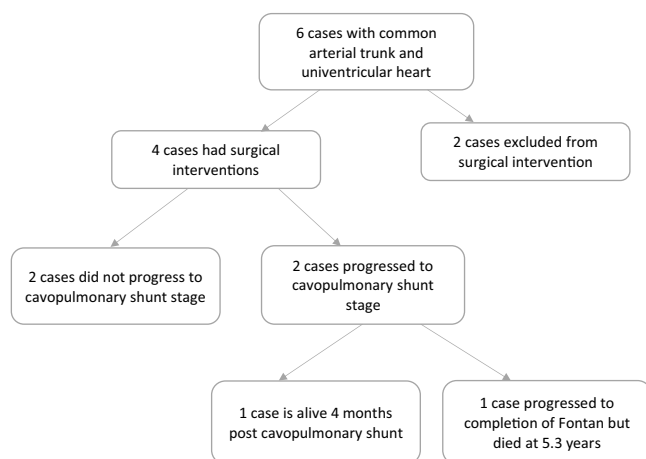 6 cases with common
arterial trunk and
univentricular heart
4 cases had surgical
interventions
2 cases excluded from
surgical intervention
2 cases did not progress to
cavopulmonary shunt stage
2 cases progressed to
cavopulmonary shunt
stage
1 case is alive 4 months
post cavopulmonary shunt
1 case progressed to
completion of Fontan but
died at 5.3 years